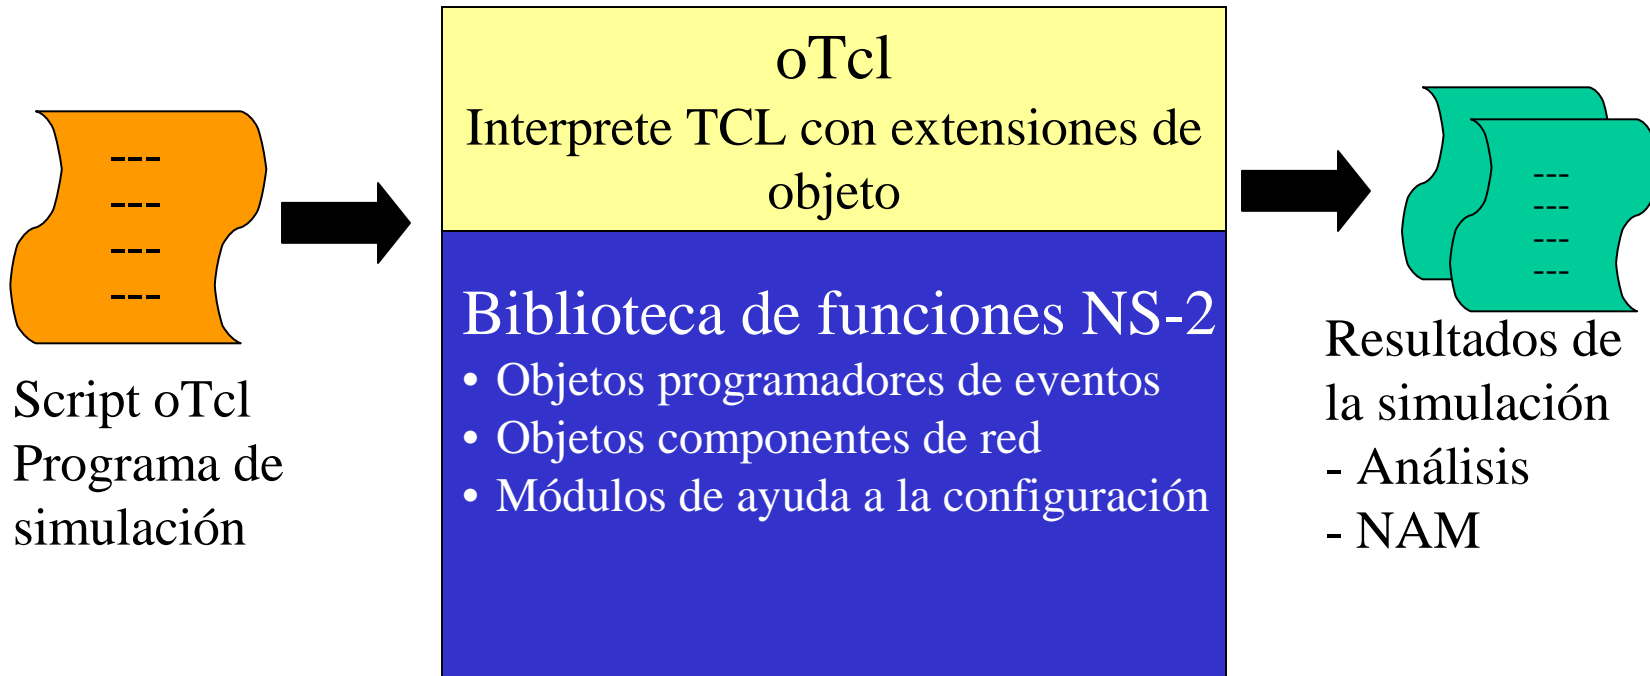 ---
---
---
---
Script oTcl
Programa de
simulación
oTcl
Interprete TCL con extensiones de
objeto
Biblioteca de funciones NS-2
• Objetos programadores de eventos
• Objetos componentes de red
• Módulos de ayuda a la configuración
---
---
---
---
Resultados de
la simulación
- Análisis
- NAM